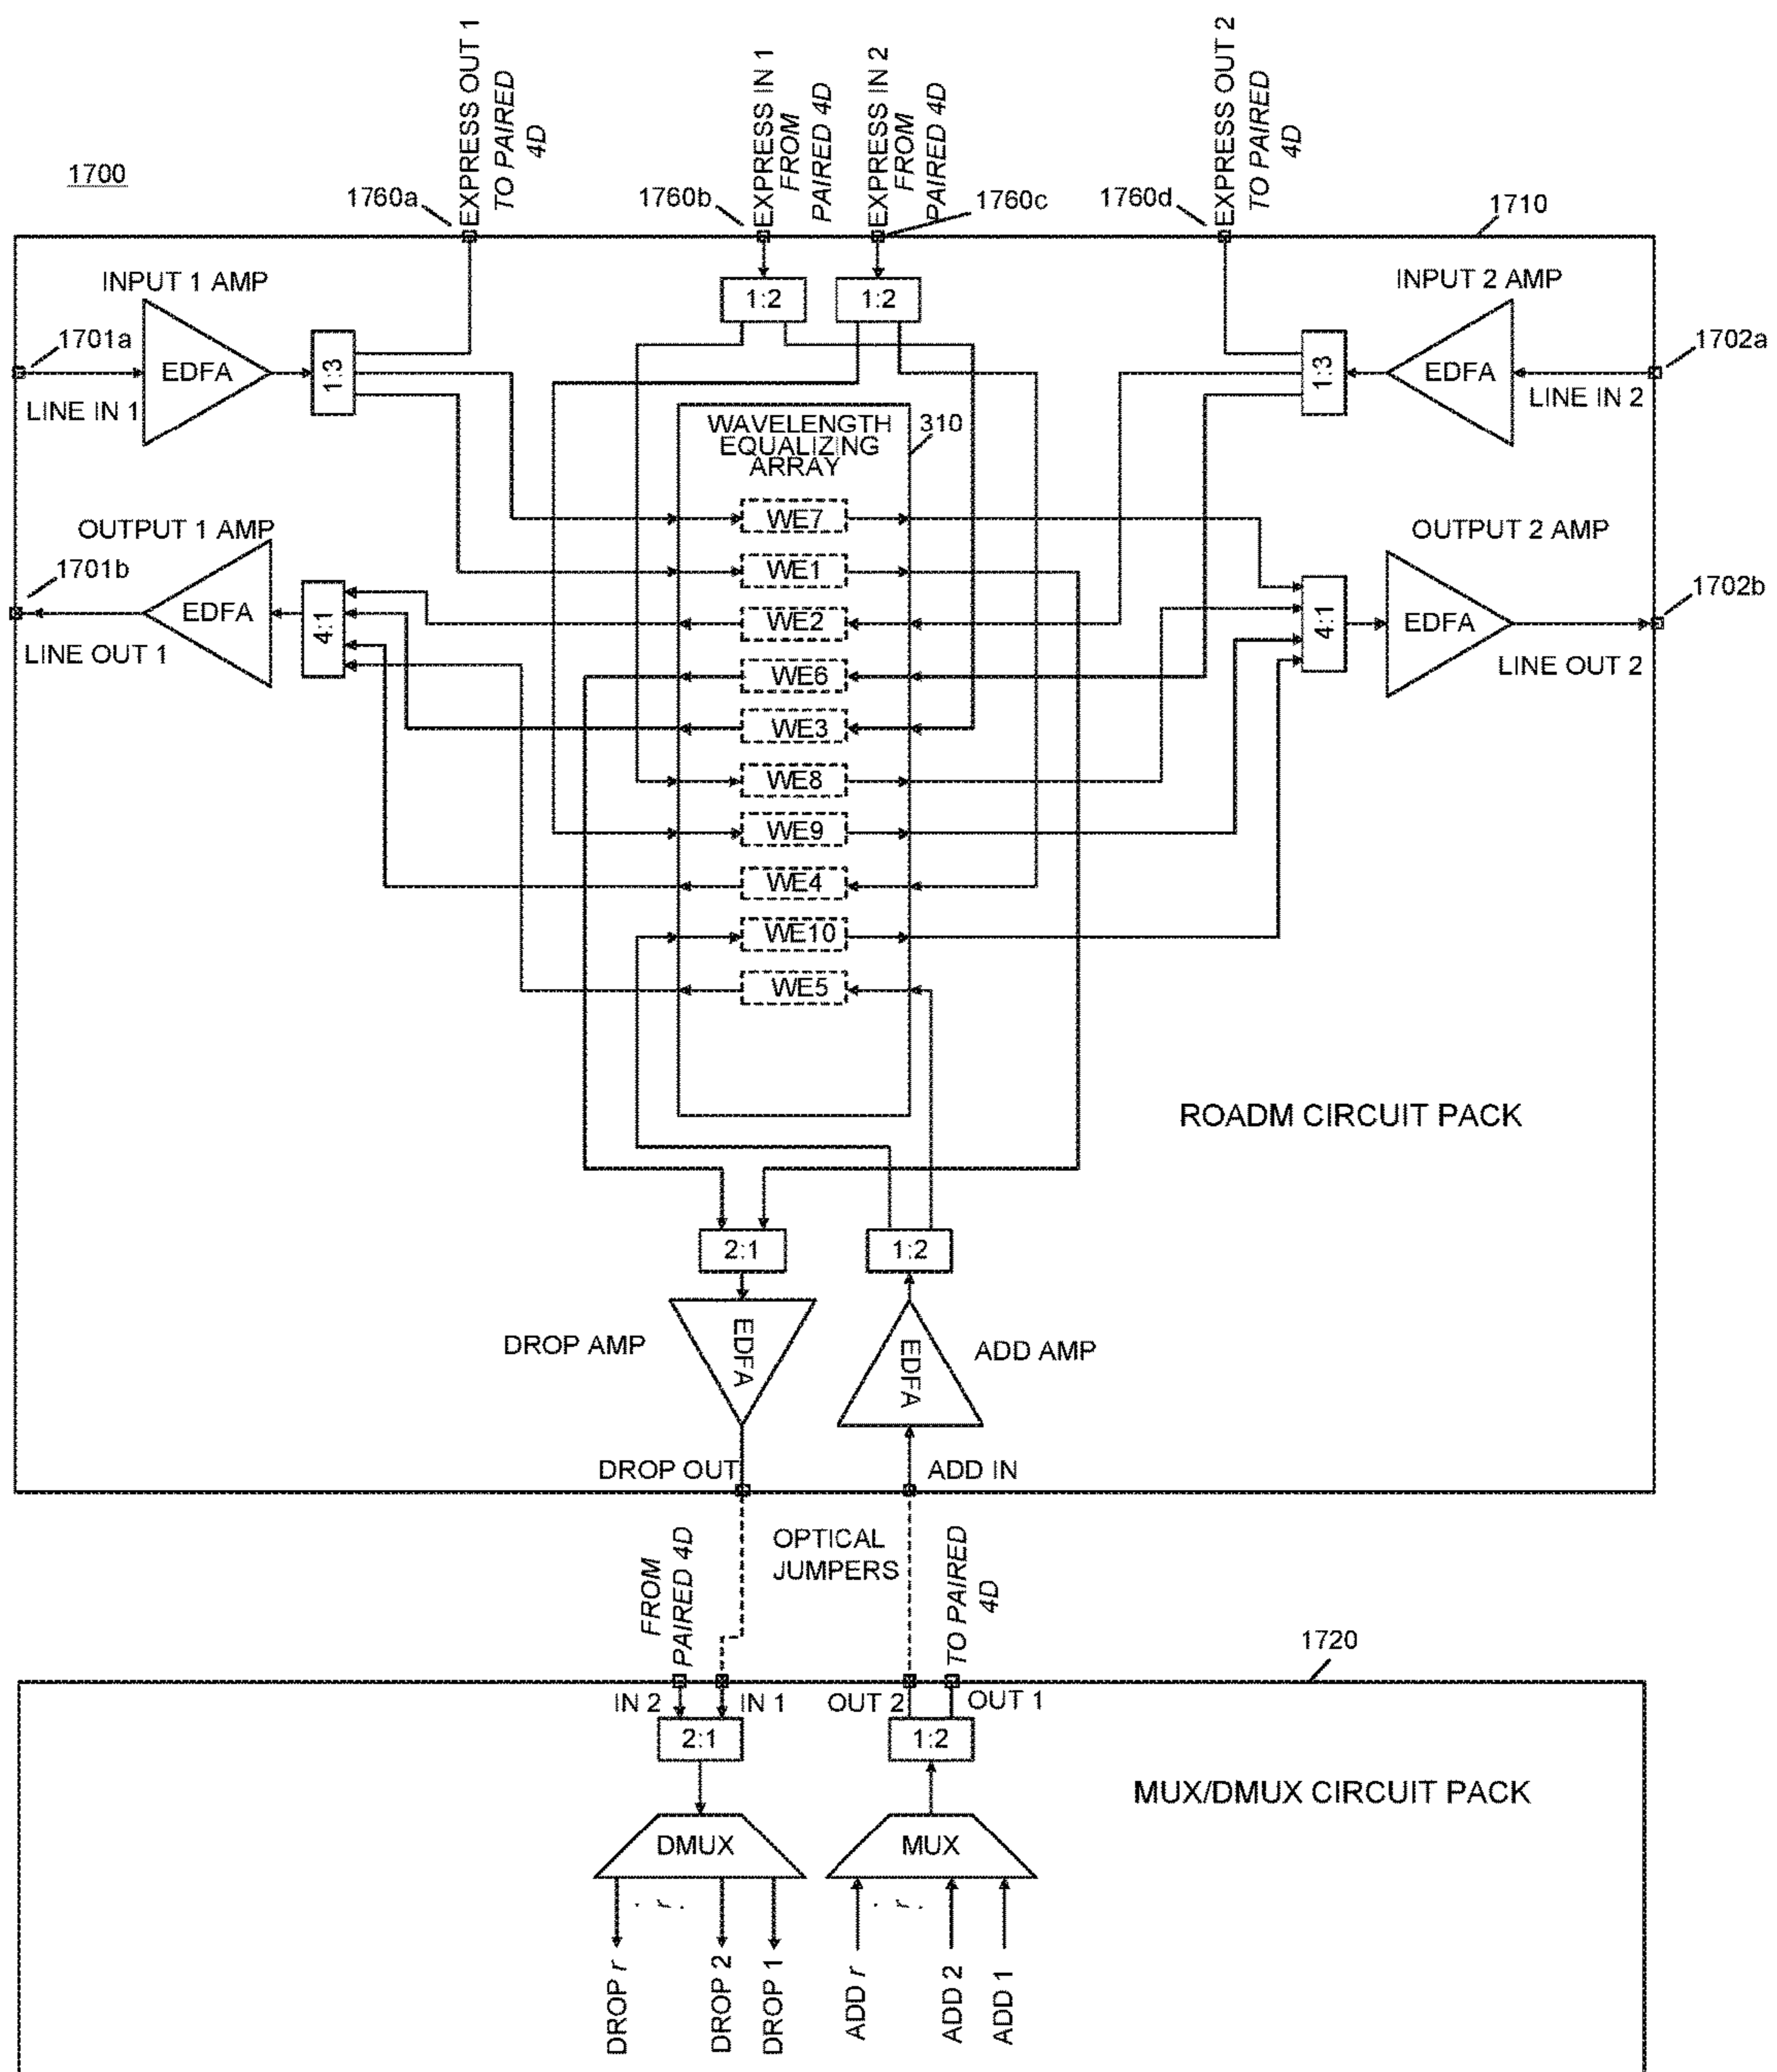 1700
EXPRESS OUT 1
TO PAIRED
4D
EXPRESS IN 1
FROM
PAIRED 4D
EXPRESS IN 2
FROM
PAIRED 4D
EXPRESS OUT 2
TO PAIRED
4D
1760a
1760b
1760c
1760d
1710
INPUT 1 AMP
1:2
1:2
INPUT 2 AMP
1701a
EDFA
1:3
1:3
EDFA
1702a
LINE IN 1
LINE IN 2
WAVELENGTH
EQUALIZING
ARRAY
310
OUTPUT 1 AMP
OUTPUT 2 AMP
1701b
EDFA
4:1
4:1
EDFA
1702b
LINE OUT 1
LINE OUT 2
WE7
WE1
WE2
WE6
WE3
WE8
WE9
WE4
WE10
WE5
ROADM CIRCUIT PACK
2:1
1:2
DROP AMP
EDFA
EDFA
ADD AMP
DROP OUT
ADD IN
OPTICAL
JUMPERS
FROM
PAIRED 4D
TO PAIRED
4D
1720
IN 2
IN 1
OUT 2
OUT 1
2:1
1:2
MUX/DMUX CIRCUIT PACK
DMUX
MUX
. r .
. r .
DROP r
DROP 2
DROP 1
ADD r
ADD 2
ADD 1